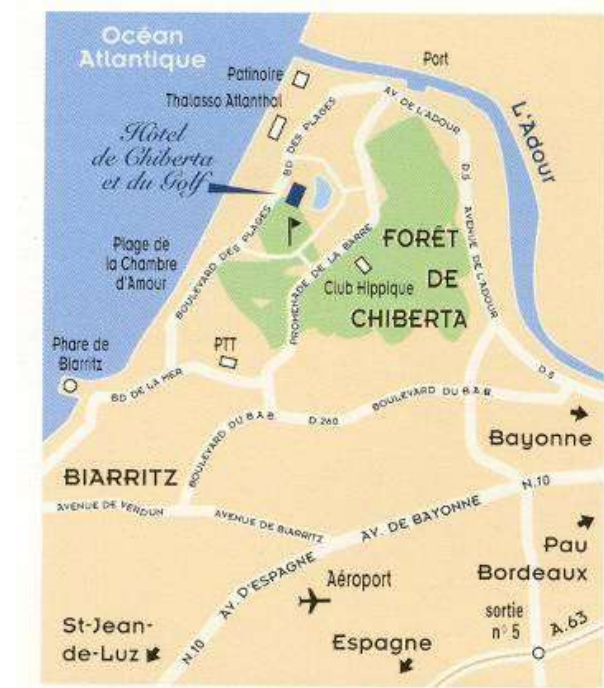 Océan
Atlantique
Patinoire
Port
Thalasso Atlanthal
AV. DE L'ADOUR
L'Adour
Hôtel
de Chiberta
et du Golf
BD DES PLAGES
D.5
AVENUE DE L'ADOUR
Plage de
la Chambre
d'Amour
BOULEVARD DES PLAGES
PROMENADE DE LA BARRE
FORÊT
DE
CHIBERTA
Club Hippique
Phare de
Biarritz
PTT
BD DE LA MER
D.5
BOULEVARD DU B.A.B.
D.260
BOULEVARD DU B.A.B.
Bayonne
BIARRITZ
N.10
AVENUE DE VERDUN
AVENUE DE BIARRITZ
AV. DE BAYONNE
Pau
Bordeaux
AV. D'ESPAGNE
Aéroport
sortie
n° 5
A.63
St-Jean-
de-Luz
N.10
Espagne